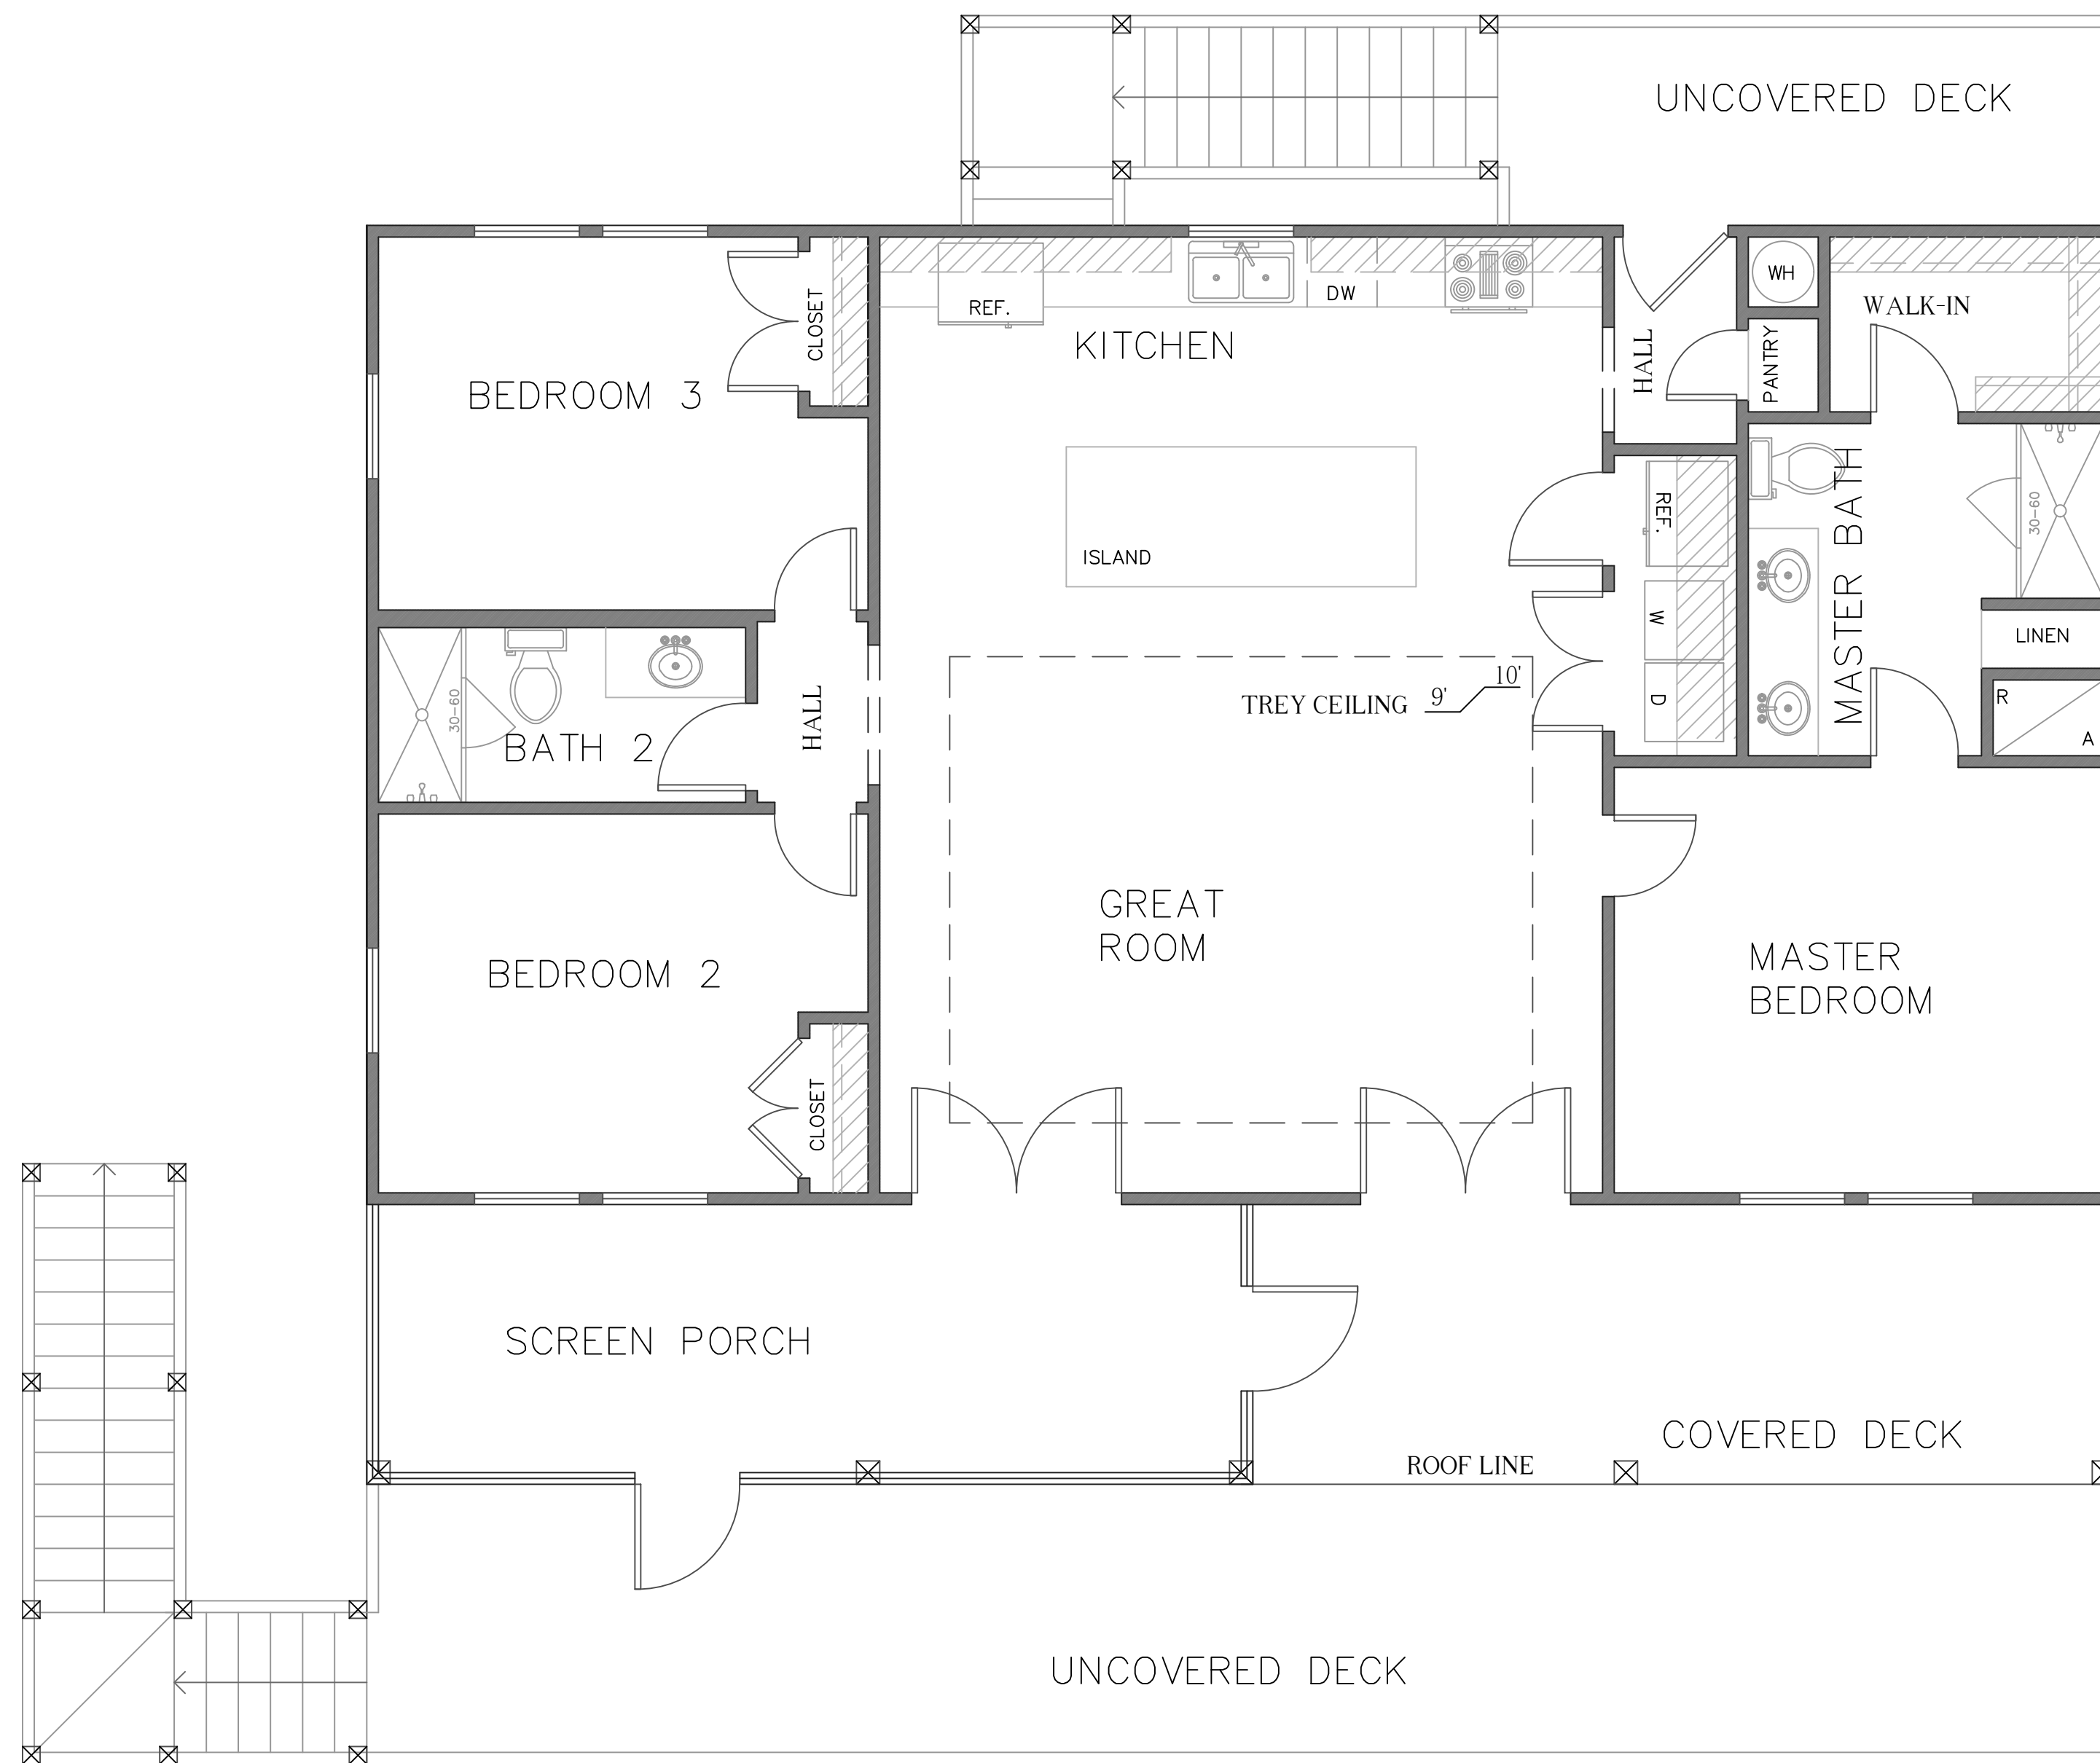 UNCOVERED DECK
WH
REF.
DW
WALK-IN
CLOSET
KITCHEN
HALL
PANTRY
BEDROOM 3
MASTER BATH
REF.
30-60
ISLAND
W
LINEN
30-60
HALL
TREY CEILING 9' 10'
D
R
A
BATH 2
GREAT
ROOM
MASTER
BEDROOM
BEDROOM 2
CLOSET
SCREEN PORCH
COVERED DECK
ROOF LINE
UNCOVERED DECK